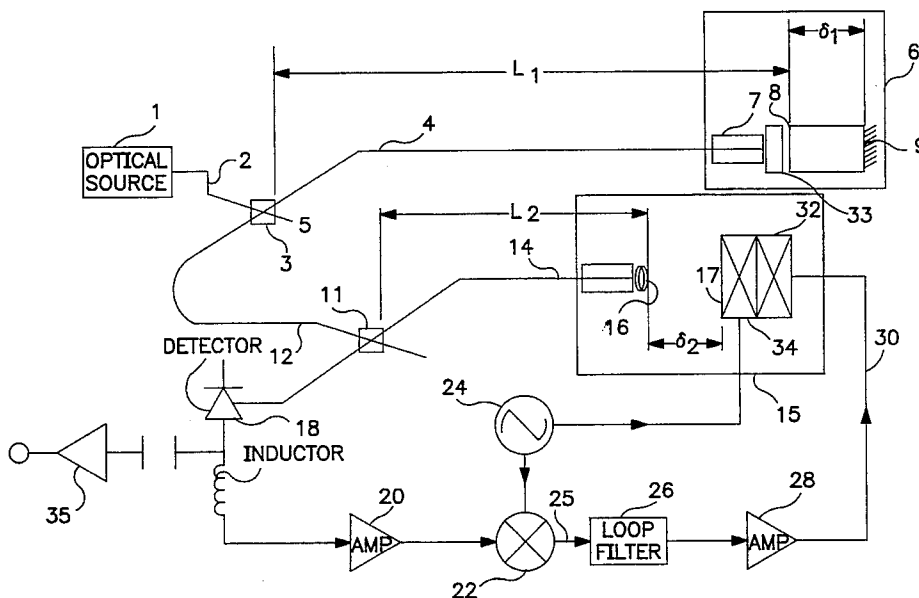 δ1
6
L1
1
OPTICAL
SOURCE
2
4
7
8
9
5
3
33
L2
32
14
11
17
16
34
12
δ2
30
DETECTOR
24
15
18
INDUCTOR
35
20
25
26
28
AMP
LOOP
FILTER
AMP
22